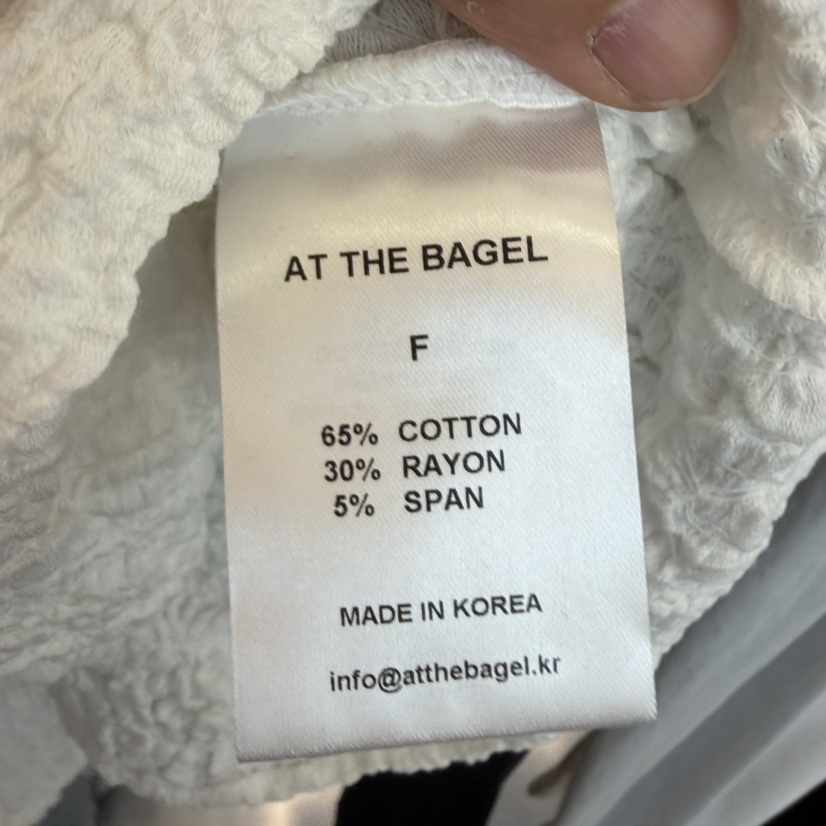 AT THE BAGEL
F
65% COTTON
30% RAYON
5% SPAN
MADE IN KOREA
info@atthebagel.kr